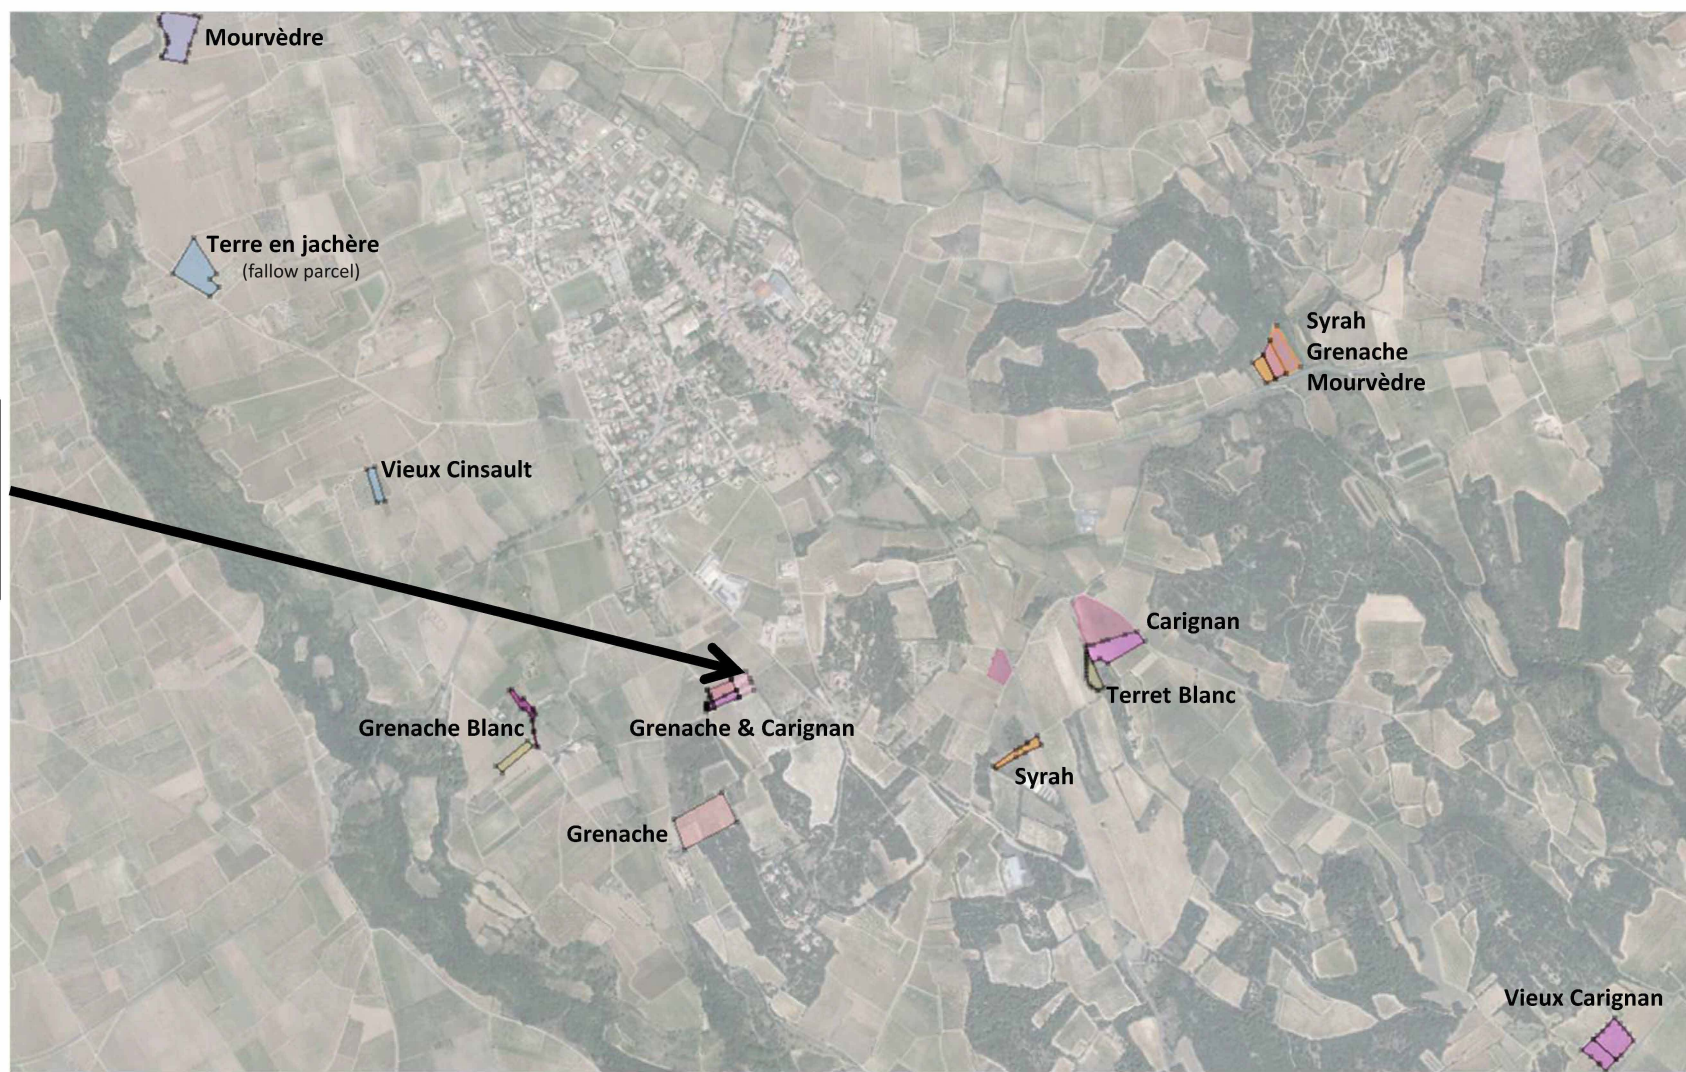 Mourvèdre
Terre en jachère
(fallow parcel)
Syrah
Grenache
Mourvèdre
Vieux Cinsault
Carignan
Terret Blanc
Grenache Blanc
Grenache & Carignan
Syrah
Grenache
Vieux Carignan